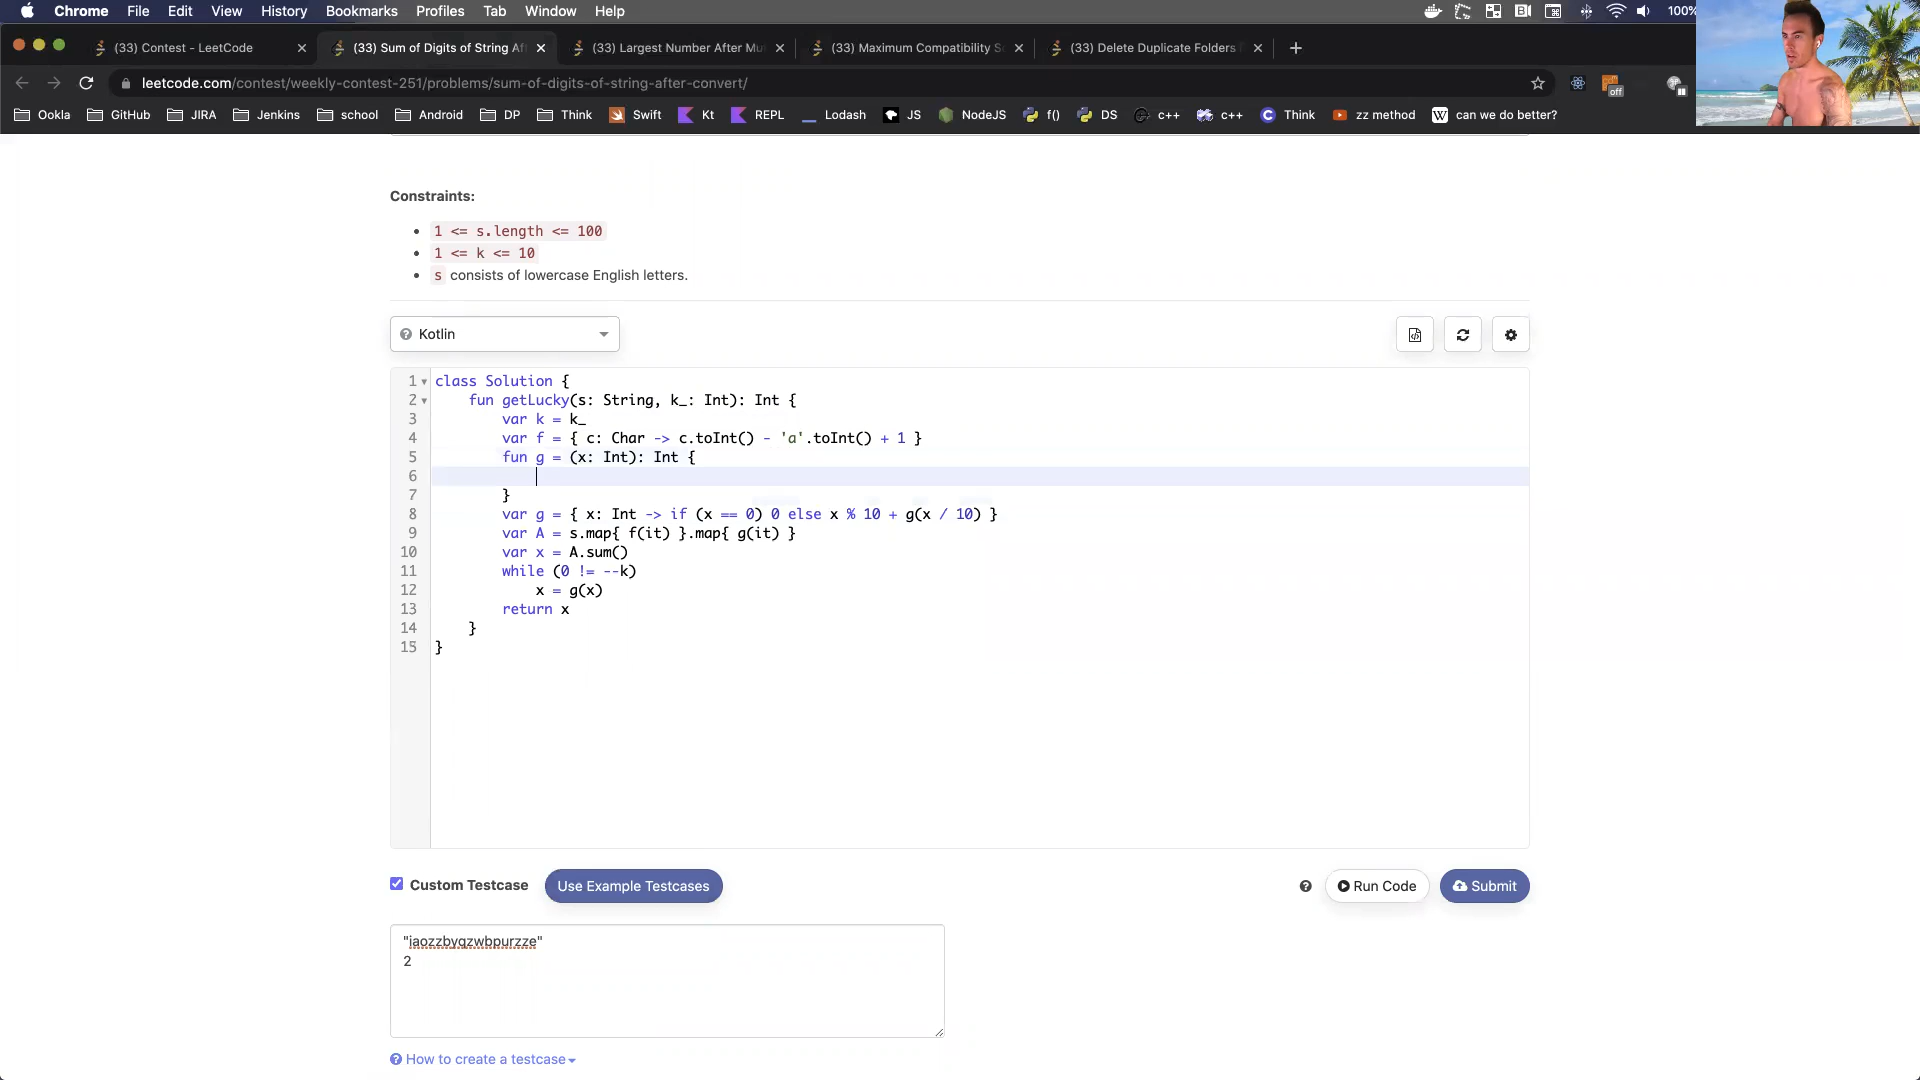 Chrome File Edit View History Bookmarks Profiles Tab Window Help 100%
(33) Contest - LeetCode (33) Sum of Digits of String Af (33) Largest Number After Mu (33) Maximum Compatibility S (33) Delete Duplicate Folders
leetcode.com/contest/weekly-contest-251/problems/sum-of-digits-of-string-after-convert/ off
Ookla GitHub JIRA Jenkins school Android DP Think Swift Kt REPL Lodash JS NodeJS f() DS c++ c++ Think zz method can we do better?
Constraints:
1 <= s.length <= 100
1 <= k <= 10
s consists of lowercase English letters.
Kotlin
1 class Solution {
2 fun getLucky(s: String, k_: Int): Int {
3 var k = k_
4 var f = { c: Char -> c.toInt() - 'a'.toInt() + 1 }
5 fun g = (x: Int): Int {
6
7 }
8 var g = { x: Int -> if (x == 0) 0 else x % 10 + g(x / 10) }
9 var A = s.map{ f(it) }.map{ g(it) }
10 var x = A.sum()
11 while (0 != --k)
12 x = g(x)
13 return x
14 }
15 }
Custom Testcase Use Example Testcases Run Code Submit
"iaozzbyqzwbpurzze"
2
How to create a testcase